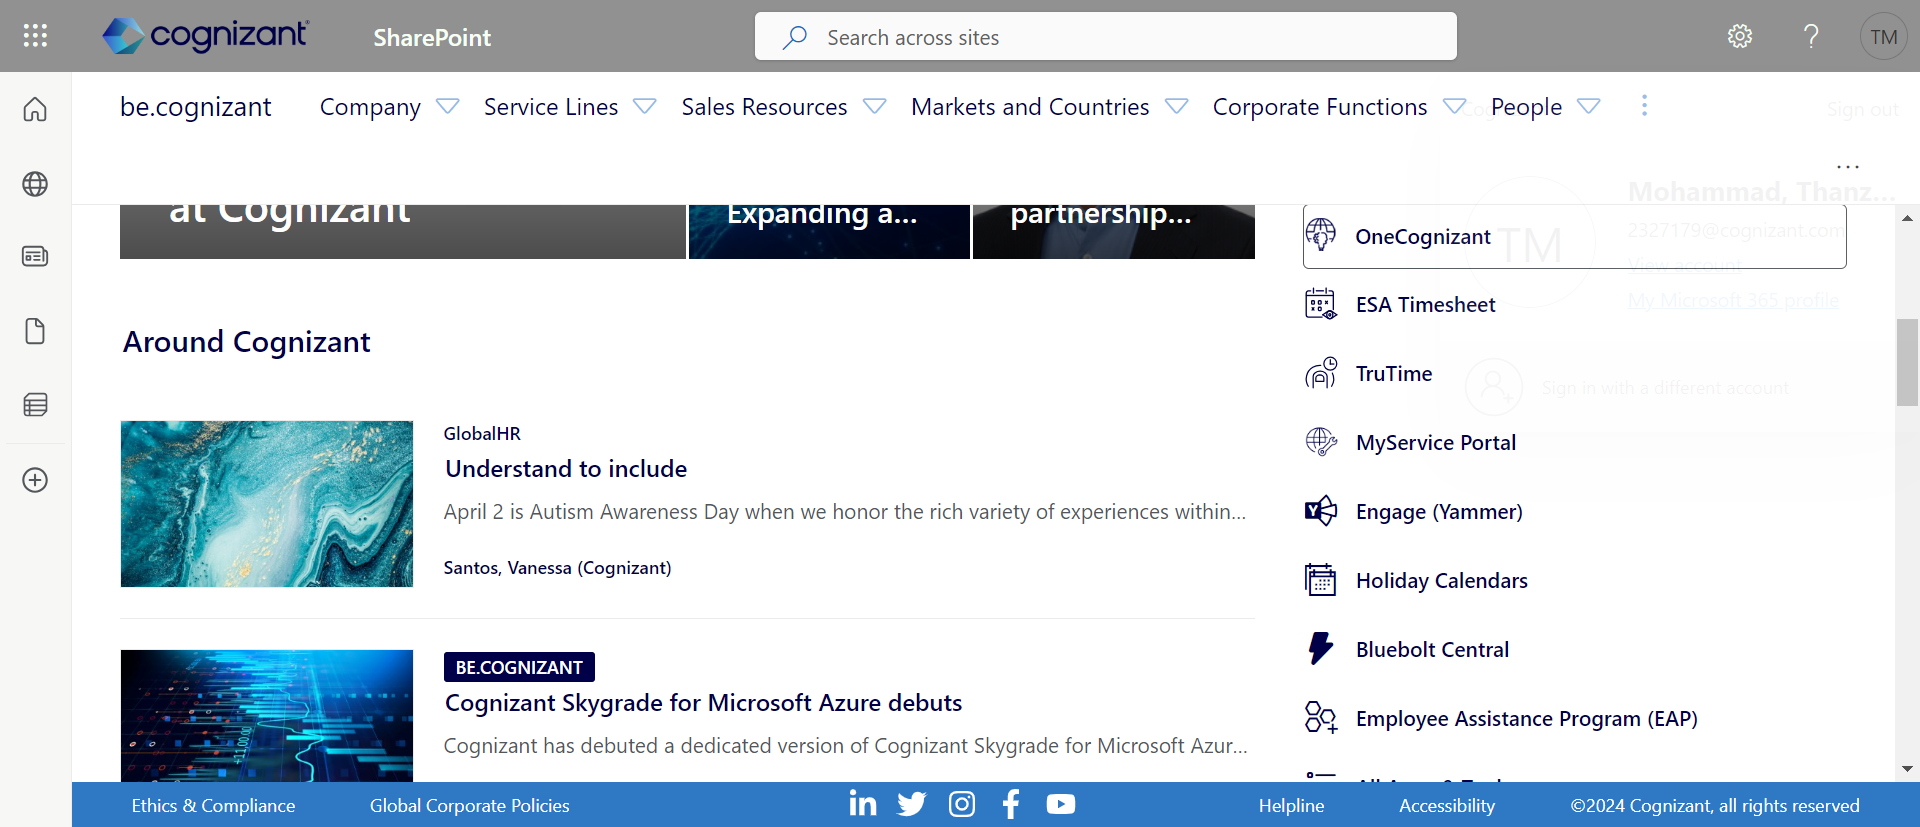 cognizant
SharePoint
Search across sites
TM
be.cognizant
Company
Service Lines
Sales Resources
Markets and Countries
Corporate Functions
People
Sign out
Mohammad, Thanz...
2327179@cognizant.com
View account
My Microsoft 365 profile
TM
Sign in with a different account
at Cognizant
Expanding a...
partnership...
OneCognizant
ESA Timesheet
TruTime
MyService Portal
Engage (Yammer)
Holiday Calendars
Bluebolt Central
Employee Assistance Program (EAP)
Around Cognizant
GlobalHR
Understand to include
April 2 is Autism Awareness Day when we honor the rich variety of experiences within...
Santos, Vanessa (Cognizant)
BE.COGNIZANT
Cognizant Skygrade for Microsoft Azure debuts
Cognizant has debuted a dedicated version of Cognizant Skygrade for Microsoft Azur...
Ethics & Compliance
Global Corporate Policies
Helpline
Accessibility
©2024 Cognizant, all rights reserved